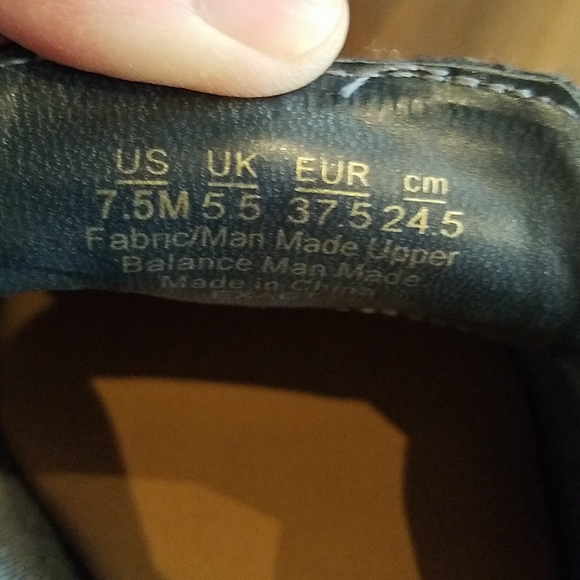 US UK EUR cm
7.5M 5.5 37.5 24.5
Fabric/Man Made Upper
Balance Man Made
Made in China
EXACT